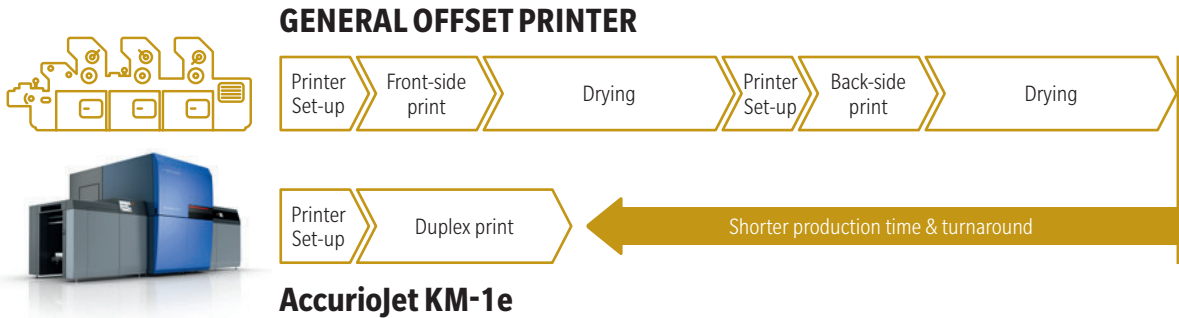 GENERAL OFFSET PRINTER
Printer Set-up
Front-side print
Drying
Printer Set-up
Back-side print
Drying
Printer Set-up
Duplex print
Shorter production time & turnaround
AccurioJet KM-1e